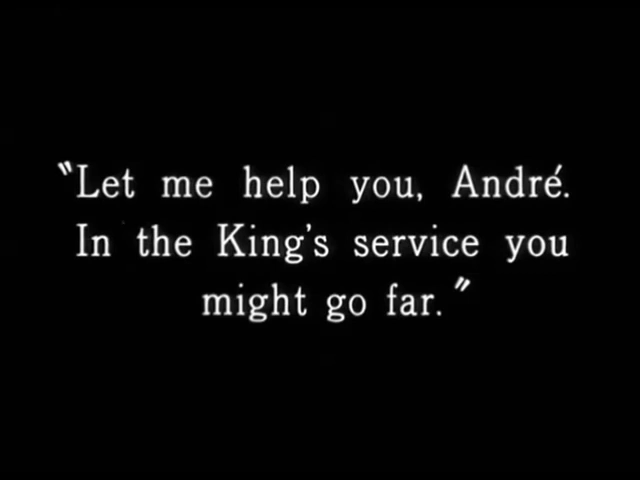 "Let me help you, André.
In the King's service you
might go far."